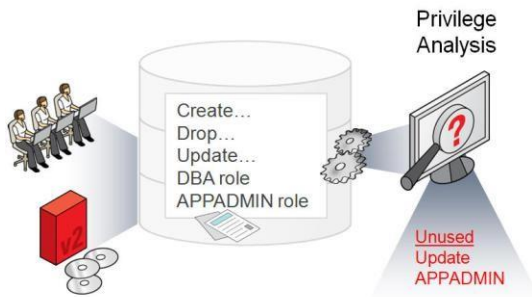 Privilege
Analysis
Create…
Drop…
Update…
DBA role
APPADMIN role
?
v2
Unused
Update
APPADMIN